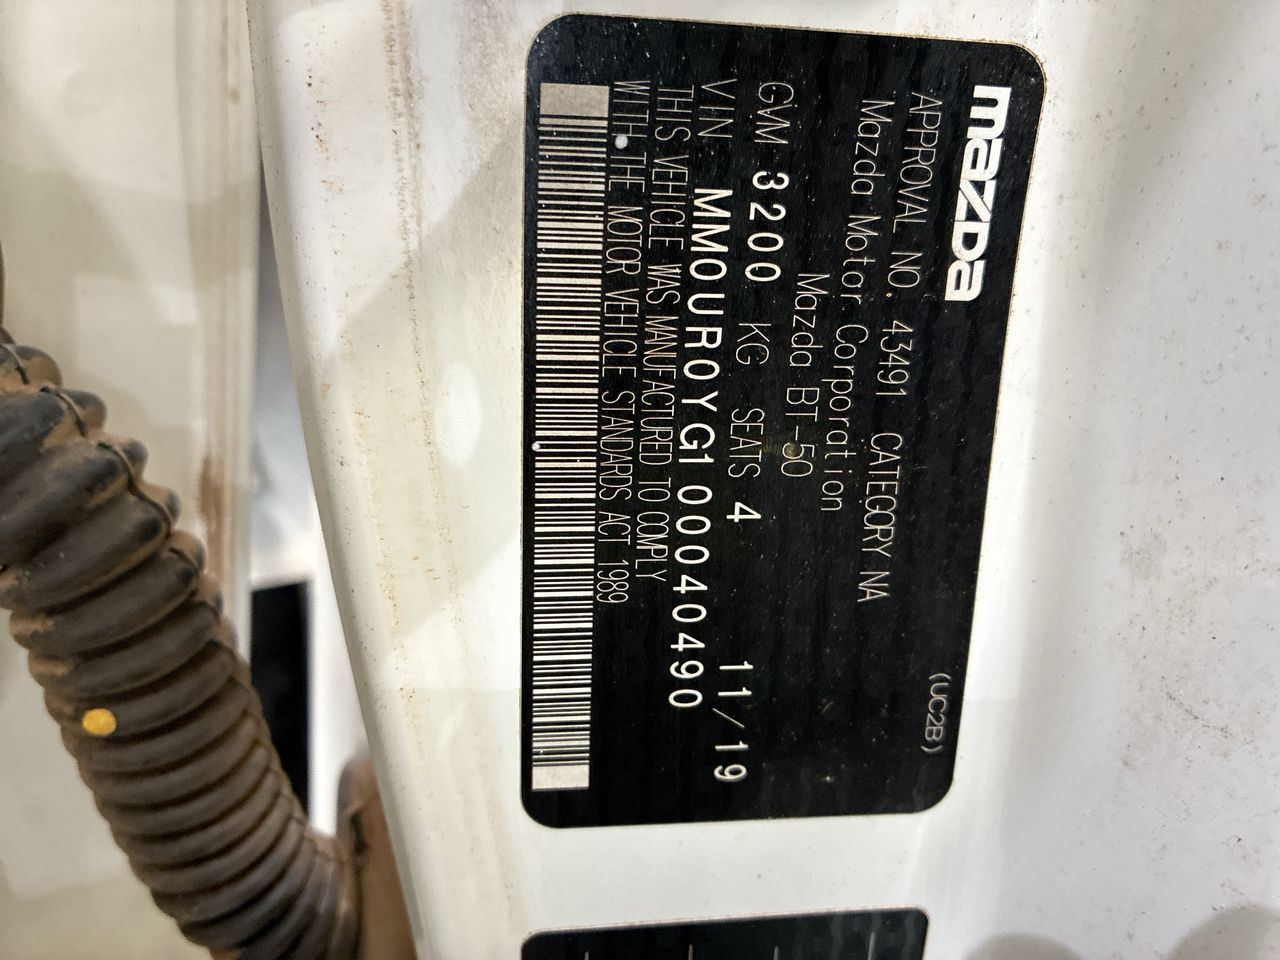 mazda
(UC2B)
APPROVAL NO. 43491 CATEGORY NA
Mazda Motor Corporation
Mazda BT-50
GVM 3200 KG SEATS 4 11/19
VIN MM0UR0YG100040490
THIS VEHICLE WAS MANUFACTURED TO COMPLY
WITH THE MOTOR VEHICLE STANDARDS ACT 1989